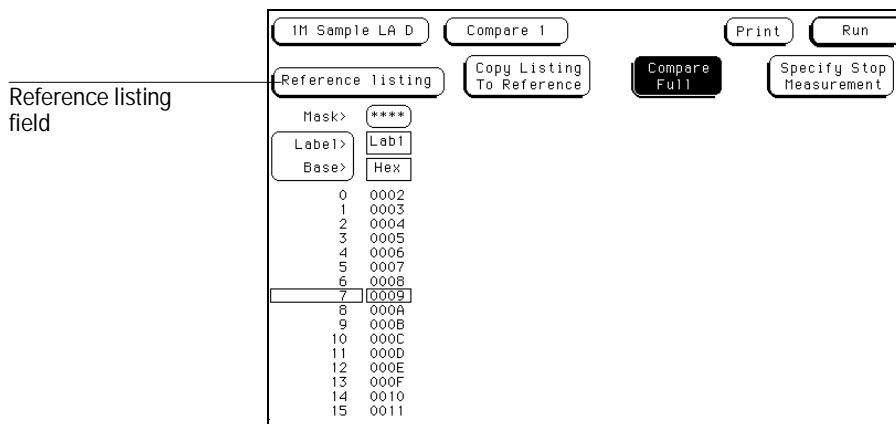 1M Sample LA D Compare 1 Print Run
Reference listing Copy Listing To Reference Compare Full Specify Stop Measurement
Reference listing
field
Mask> ****
Label> Lab1
Base> Hex
0 0002
1 0003
2 0004
3 0005
4 0006
5 0007
6 0008
7 0009
8 000A
9 000B
10 000C
11 000D
12 000E
13 000F
14 0010
15 0011